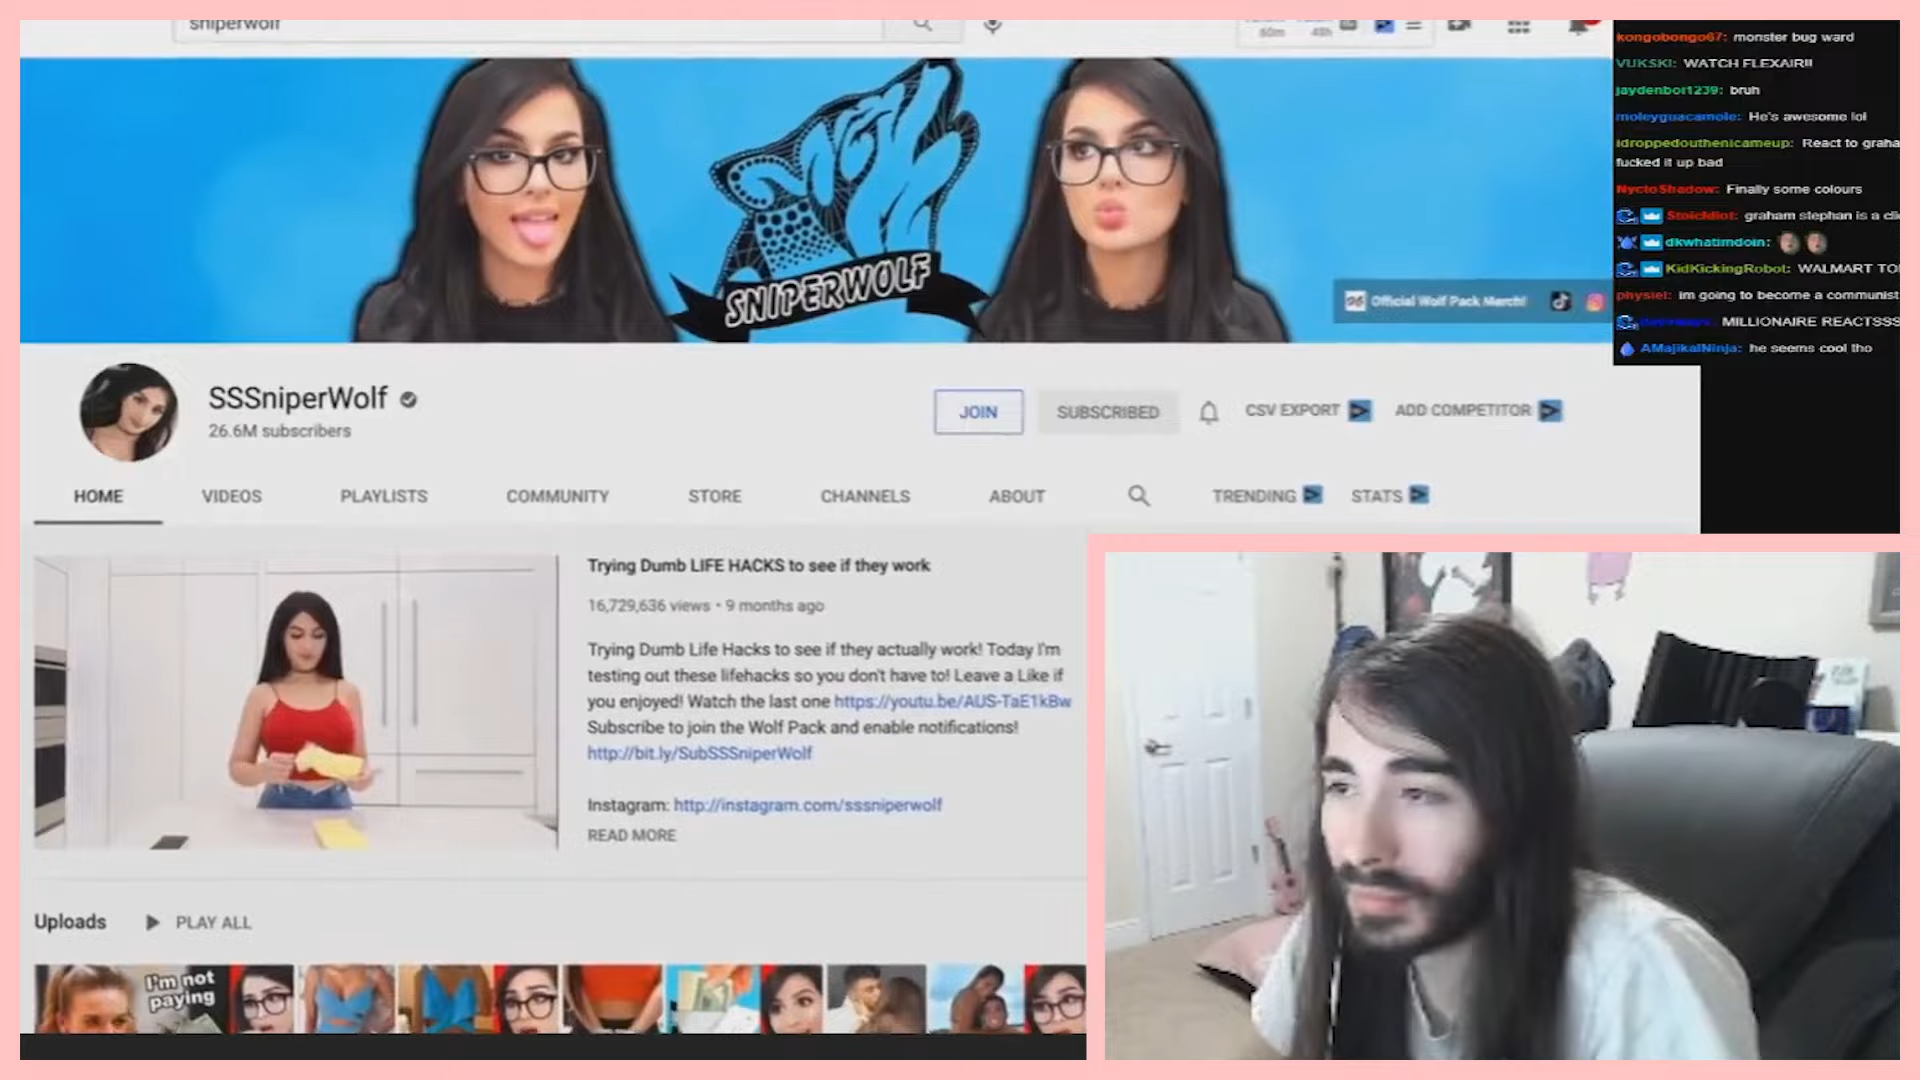 sniperwolf
60m 48h
SNIPERWOLF
Official Wolf Pack Merch!
SSSniperWolf
26.6M subscribers
JOIN
SUBSCRIBED
CSV EXPORT
ADD COMPETITOR
HOME
VIDEOS
PLAYLISTS
COMMUNITY
STORE
CHANNELS
ABOUT
TRENDING
STATS
Trying Dumb LIFE HACKS to see if they work
16,729,636 views • 9 months ago
Trying Dumb Life Hacks to see if they actually work! Today I'm
testing out these lifehacks so you don't have to! Leave a Like if
you enjoyed! Watch the last one https://youtu.be/AUS-TaE1kBw
Subscribe to join the Wolf Pack and enable notifications!
http://bit.ly/SubSSSniperWolf
Instagram: http://instagram.com/sssniperwolf
READ MORE
Uploads
PLAY ALL
I'm not
paying
kongobongo67: monster bug ward
VUKSKI: WATCH FLEXAIR!!
jaydenboi1239: bruh
moleyguacamole: He's awesome lol
idroppedouthenicameup: React to graha
fucked it up bad
NyctoShadow: Finally some colours
StoicIdiot: graham stephan is a cli
dkwhatimdoin:
KidKickingRobot: WALMART TO
physiel: im going to become a communist
MILLIONAIRE REACTSSS
AMajikalNinja: he seems cool tho